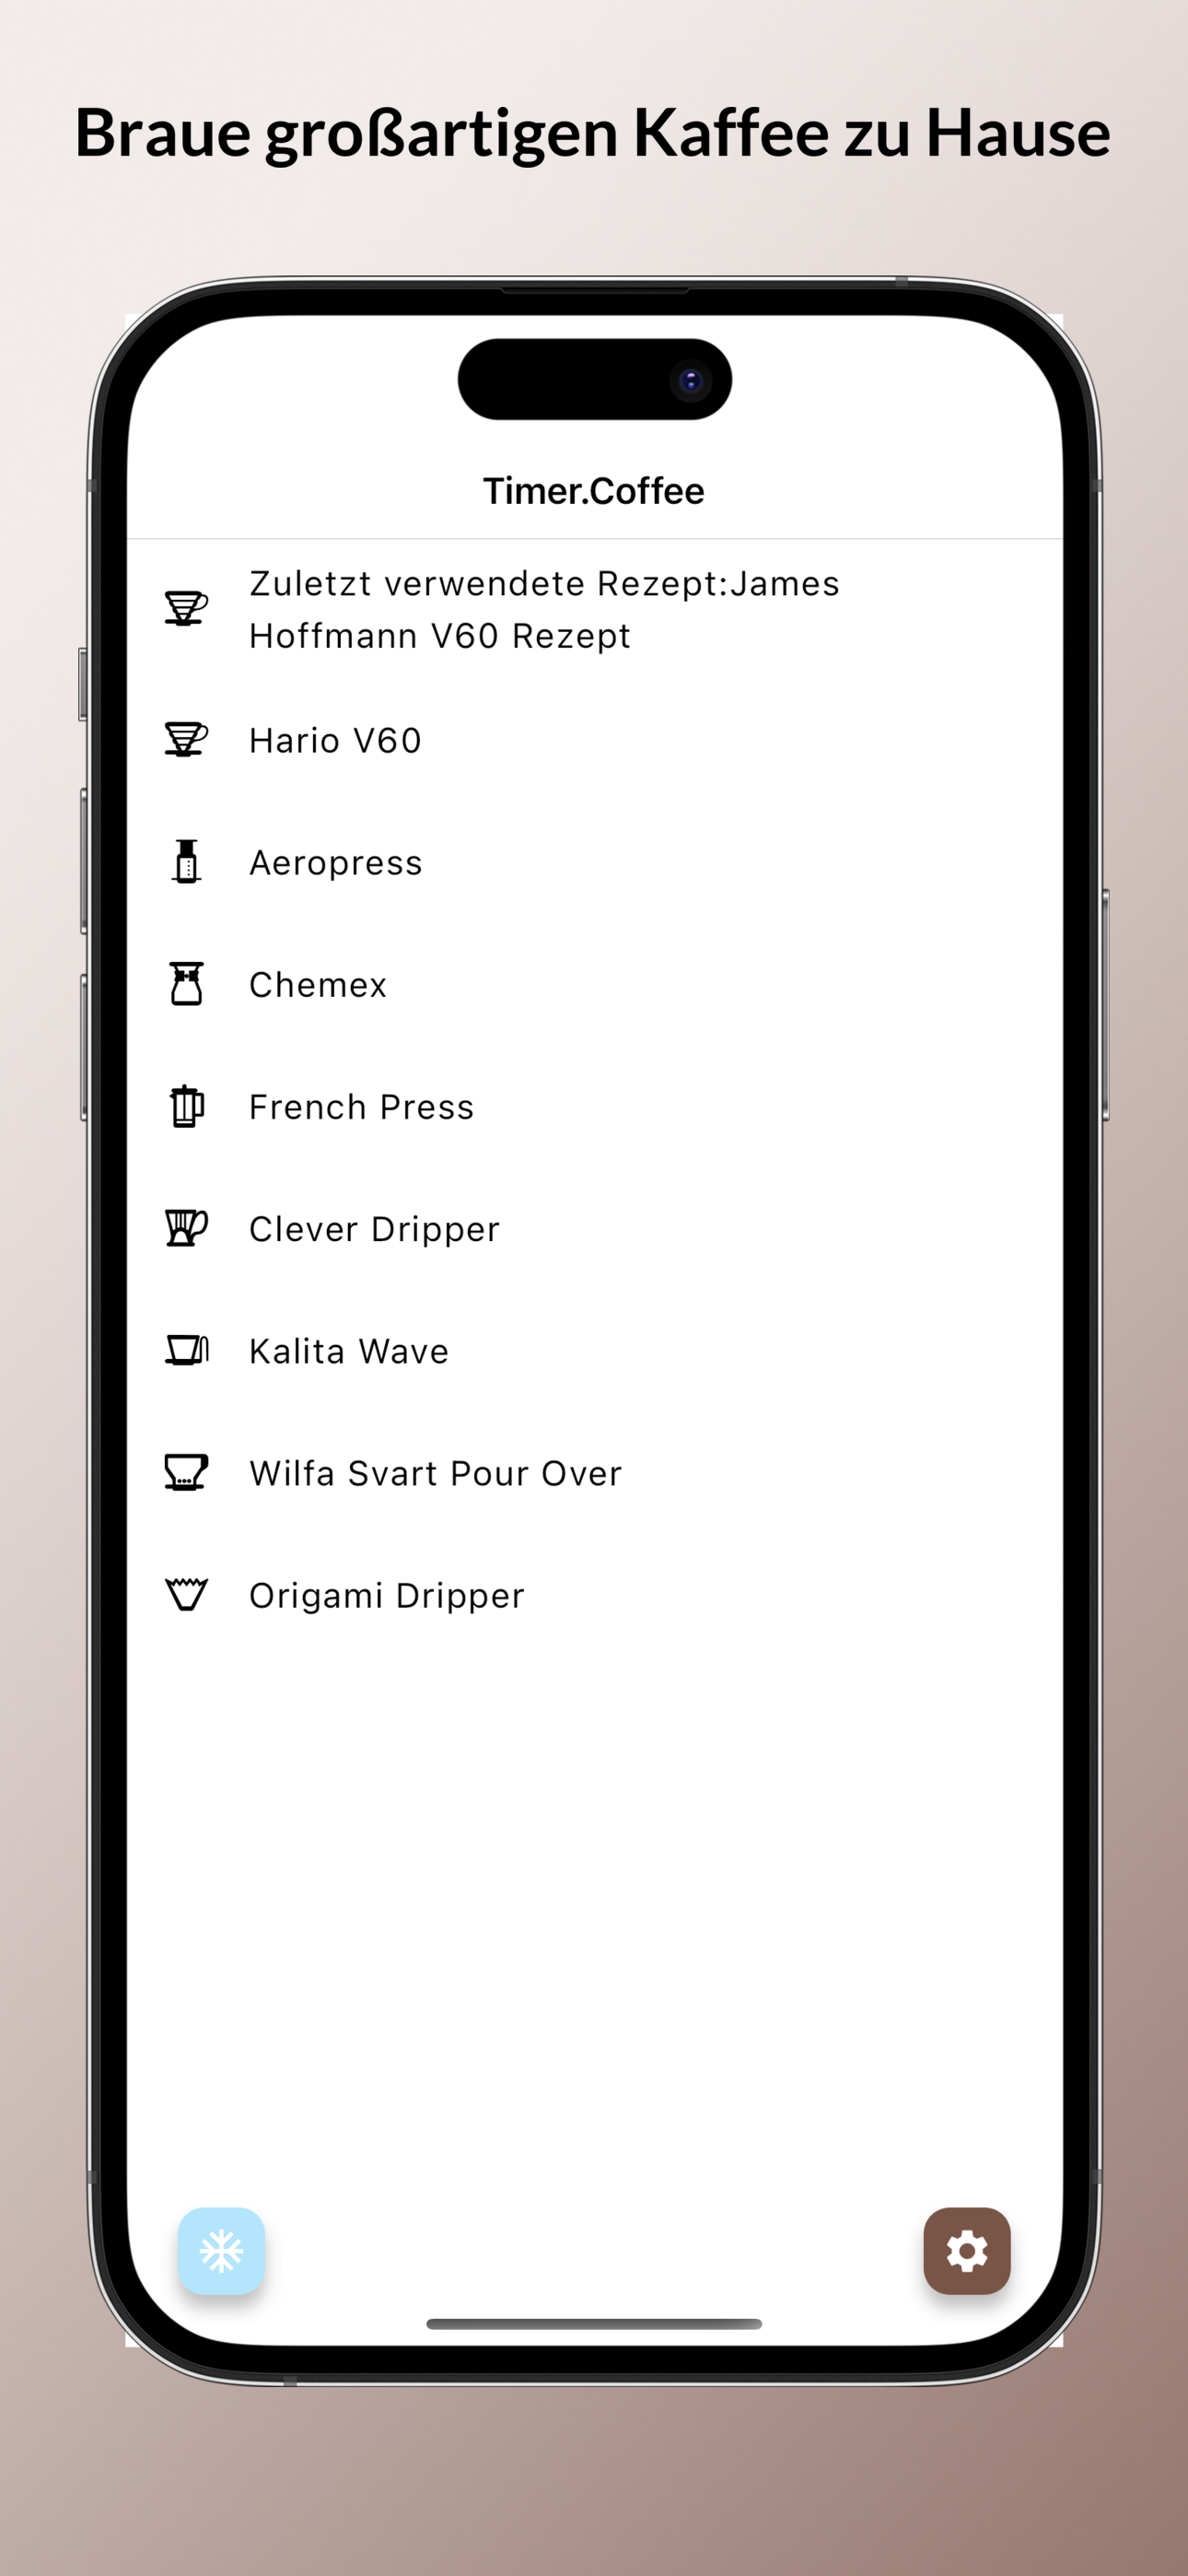 Braue großartigen Kaffee zu Hause
Timer.Coffee
Zuletzt verwendete Rezept:James
Hoffmann V60 Rezept
Hario V60
Aeropress
Chemex
French Press
Clever Dripper
Kalita Wave
Wilfa Svart Pour Over
Origami Dripper